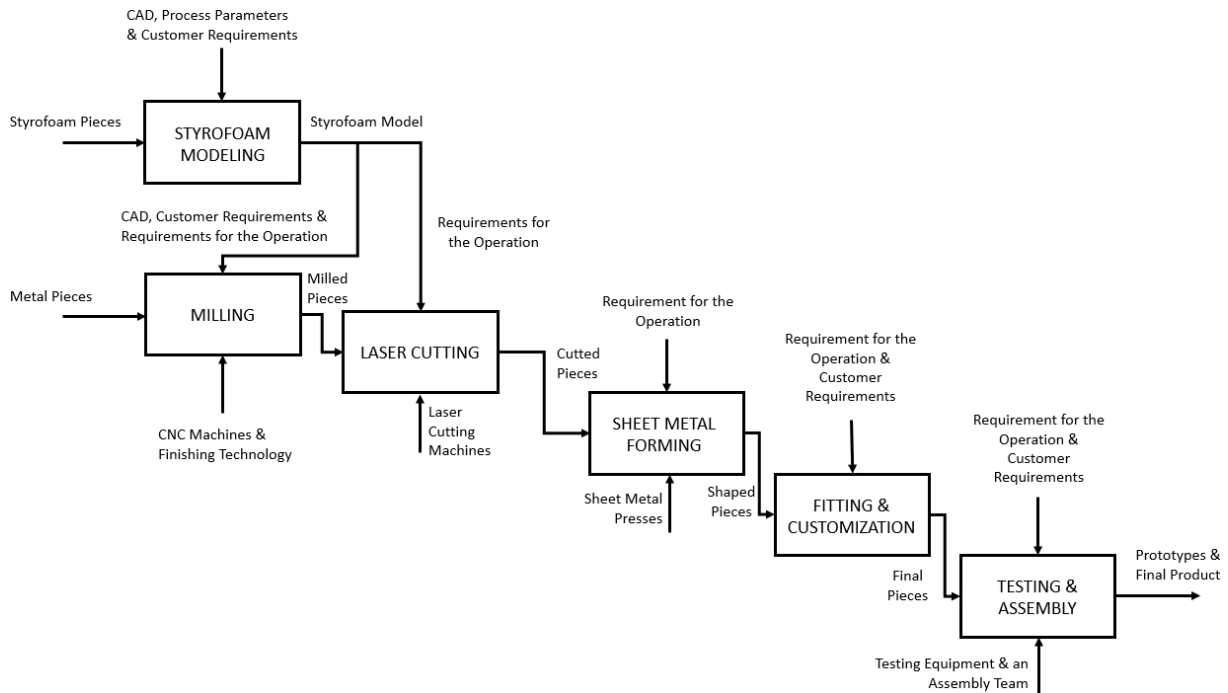 CAD, Process Parameters
& Customer Requirements
Styrofoam Pieces
STYROFOAM
MODELING
Styrofoam Model
CAD, Customer Requirements &
Requirements for the Operation
Requirements for
the Operation
Metal Pieces
MILLING
Milled
Pieces
CNC Machines &
Finishing Technology
LASER CUTTING
Laser
Cutting
Machines
Cutted
Pieces
Requirement for the
Operation
SHEET METAL
FORMING
Sheet Metal
Presses
Shaped
Pieces
Requirement for the
Operation &
Customer
Requirements
FITTING &
CUSTOMIZATION
Final
Pieces
Requirement for the
Operation &
Customer
Requirements
TESTING &
ASSEMBLY
Testing Equipment & an
Assembly Team
Prototypes &
Final Product